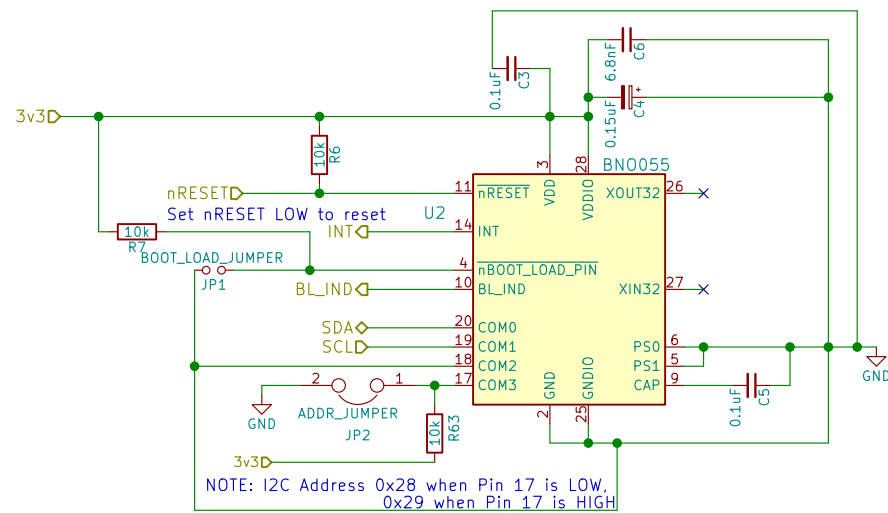 6.8nF
C6
0.1uF
C3
0.15uF
+
C4
3v3
10k
R6
3
28
BNO055
nRESET
11
nRESET
VDD
VDDIO
XOUT32
26
Set nRESET LOW to reset
U2
INT
14
INT
10k
R7
BOOT_LOAD_JUMPER
4
nBOOT_LOAD_PIN
JP1
BL_IND
10
BL_IND
XIN32
27
SDA
20
COM0
SCL
19
COM1
PS0
6
18
COM2
PS1
5
GND
2
1
17
COM3
GND
GNDIO
CAP
9
0.1uF
C5
GND
ADDR_JUMPER
JP2
2
25
10k
R63
3v3
NOTE: I2C Address 0x28 when Pin 17 is LOW,
0x29 when Pin 17 is HIGH